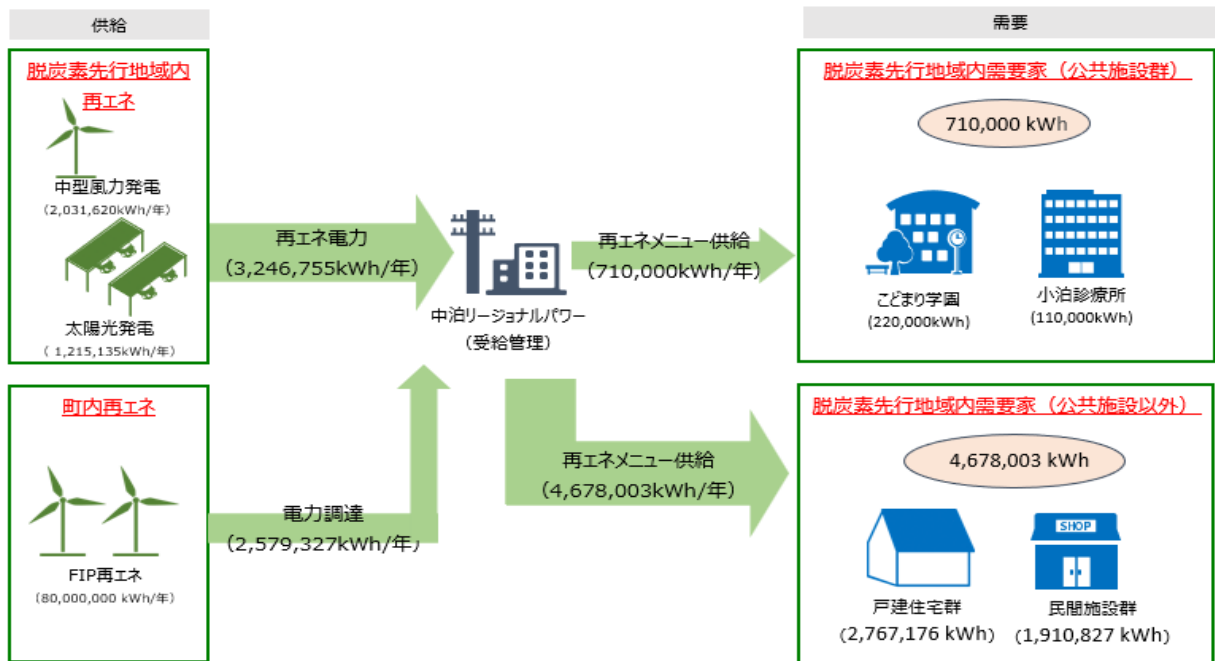 供給
脱炭素先行地域内
再エネ
中型風力発電
(2,031,620kWh/年)
太陽光発電
( 1,215,135kWh/年)
町内再エネ
FIP再エネ
(80,000,000 kWh/年)
再エネ電力
(3,246,755kWh/年)
電力調達
(2,579,327kWh/年)
中泊リージョナルパワー
(受給管理)
再エネメニュー供給
(710,000kWh/年)
再エネメニュー供給
(4,678,003kWh/年)
需要
脱炭素先行地域内需要家（公共施設群）
710,000 kWh
こどまり学園
(220,000kWh)
小泊診療所
(110,000kWh)
脱炭素先行地域内需要家（公共施設以外）
4,678,003 kWh
SHOP
戸建住宅群
(2,767,176 kWh)
民間施設群
(1,910,827 kWh)